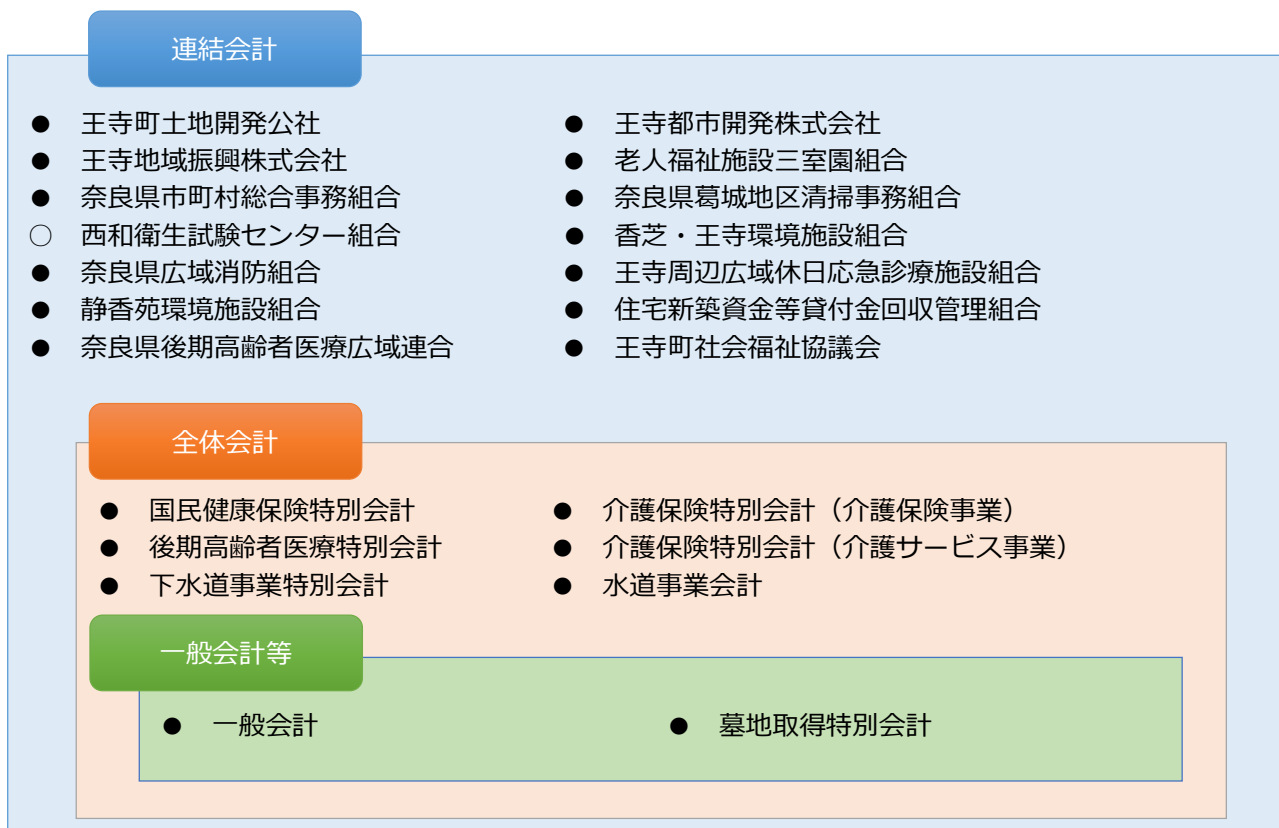 連結会計
● 王寺町土地開発公社
● 王寺都市開発株式会社
● 王寺地域振興株式会社
● 老人福祉施設三室園組合
● 奈良県市町村総合事務組合
● 奈良県葛城地区清掃事務組合
○ 西和衛生試験センター組合
● 香芝・王寺環境施設組合
● 奈良県広域消防組合
● 王寺周辺広域休日応急診療施設組合
● 静香苑環境施設組合
● 住宅新築資金等貸付金回収管理組合
● 奈良県後期高齢者医療広域連合
● 王寺町社会福祉協議会
全体会計
● 国民健康保険特別会計
● 介護保険特別会計（介護保険事業）
● 後期高齢者医療特別会計
● 介護保険特別会計（介護サービス事業）
● 下水道事業特別会計
● 水道事業会計
一般会計等
● 一般会計
● 墓地取得特別会計